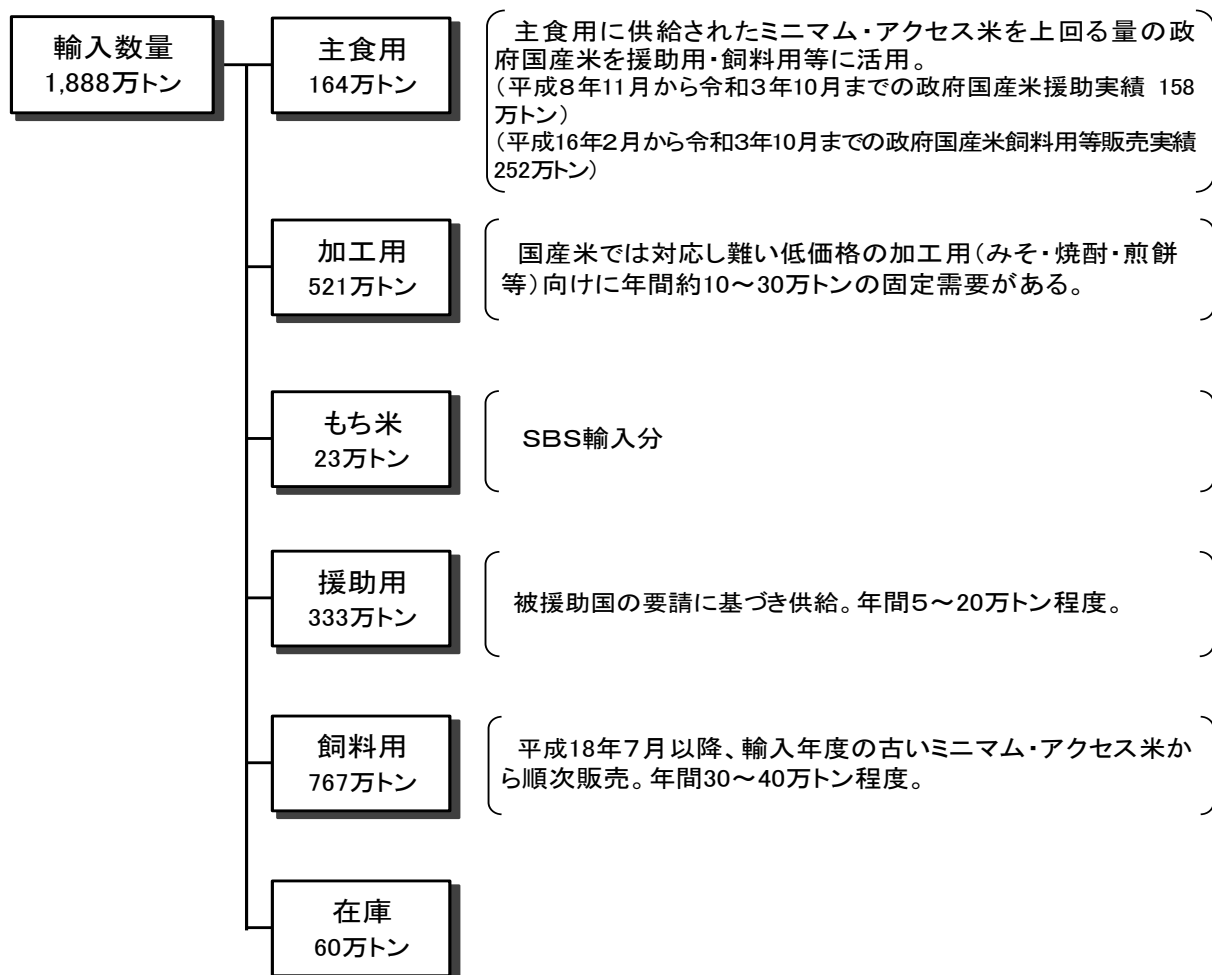 輸入数量
1,888万トン
主食用
164万トン
主食用に供給されたミニマム・アクセス米を上回る量の政
府国産米を援助用・飼料用等に活用。
(平成8年11月から令和3年10月までの政府国産米援助実績 158
万トン)
(平成16年2月から令和3年10月までの政府国産米飼料用等販売実績
252万トン)
加工用
521万トン
国産米では対応し難い低価格の加工用(みそ・焼酎・煎餅
等)向けに年間約10～30万トンの固定需要がある。
もち米
23万トン
SBS輸入分
援助用
333万トン
被援助国の要請に基づき供給。年間5～20万トン程度。
飼料用
767万トン
平成18年7月以降、輸入年度の古いミニマム・アクセス米か
ら順次販売。年間30～40万トン程度。
在庫
60万トン